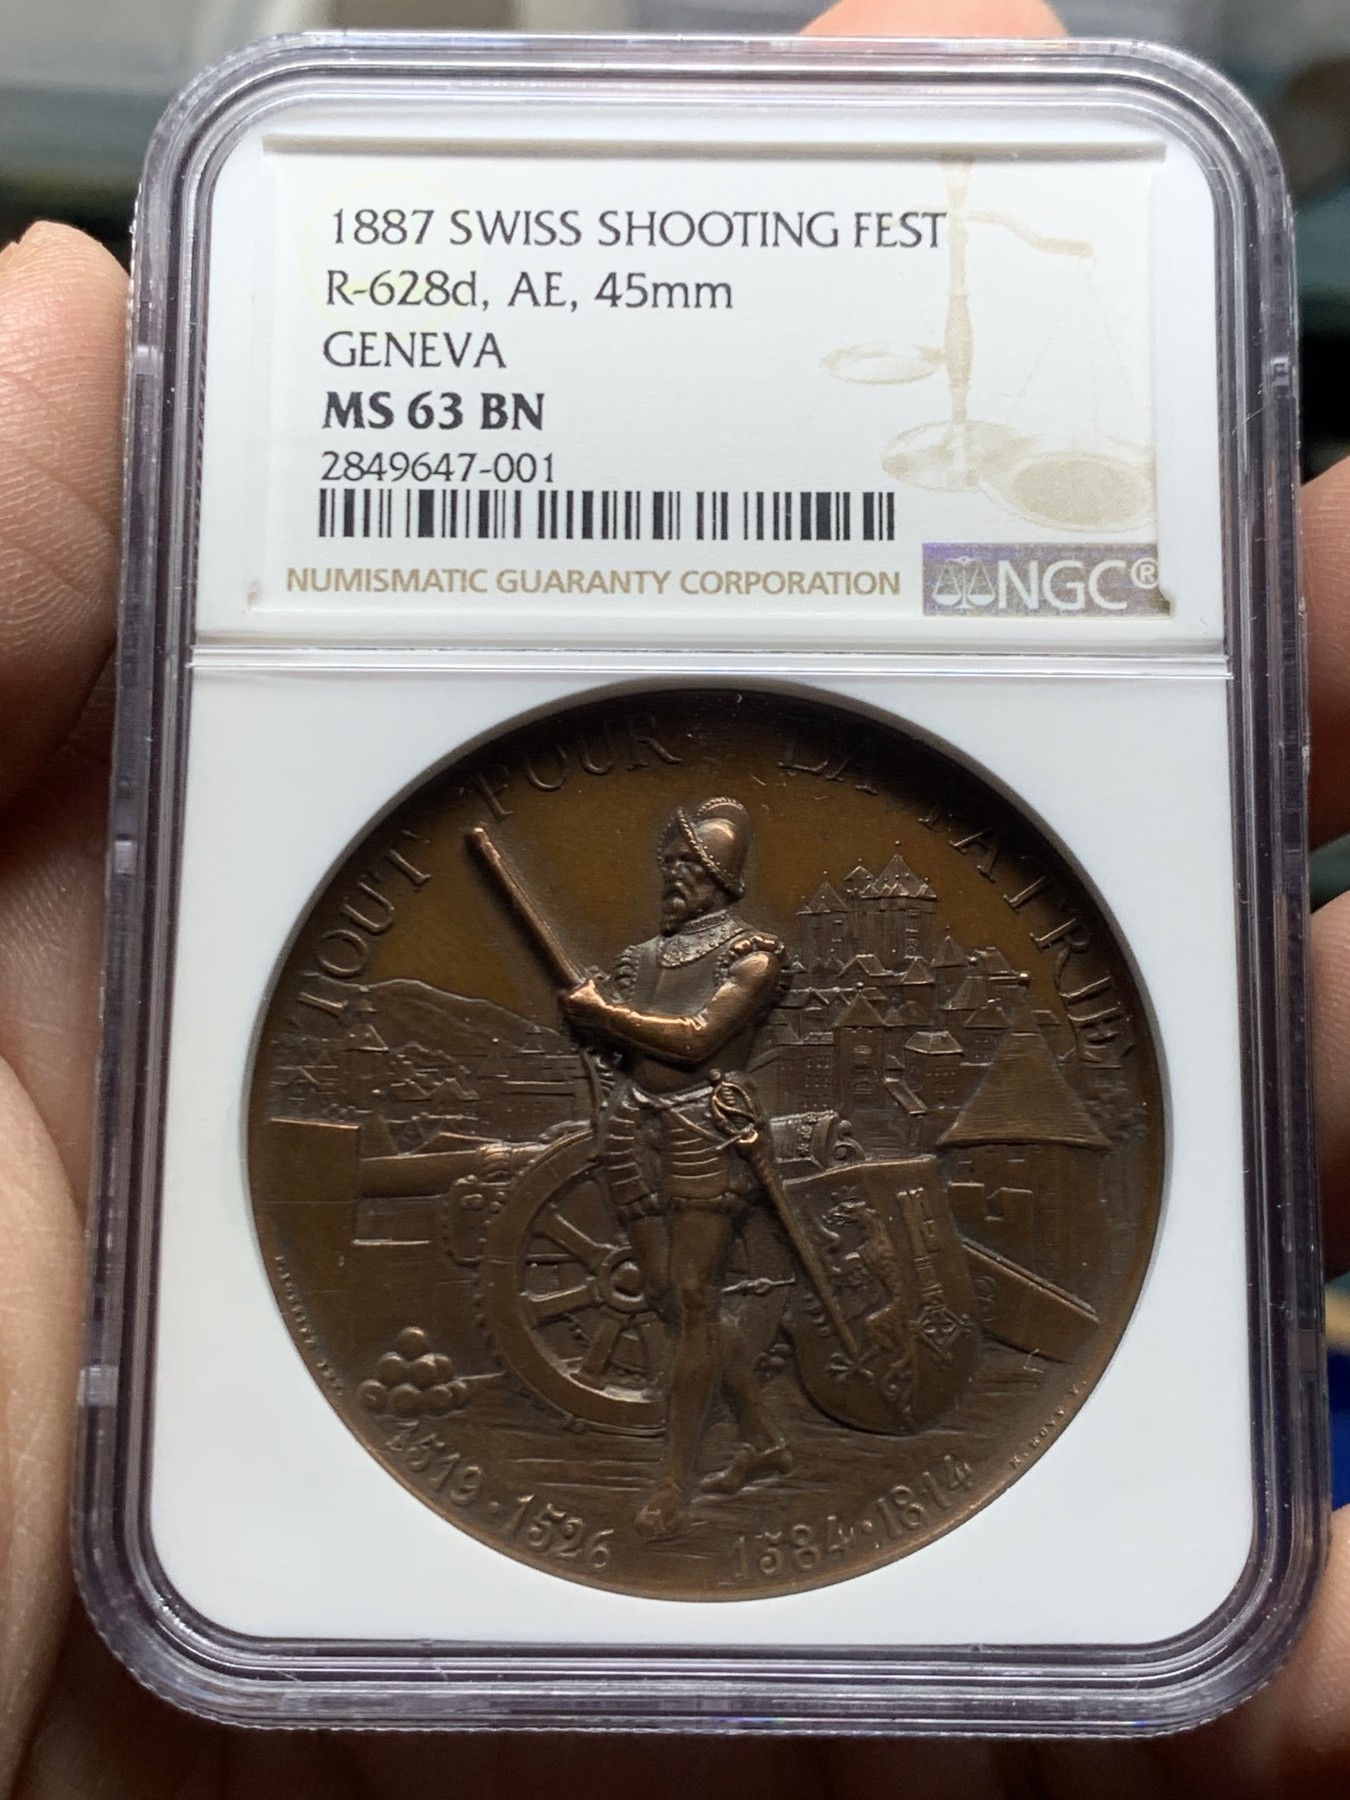 1887 SWISS SHOOTING FEST
R-628d, AE, 45mm
GENEVA
MS 63 BN
2849647-001
NUMISMATIC GUARANTY CORPORATION
NGC®
TOUT POUR LA PATRIE
1519·1526 1584·1814